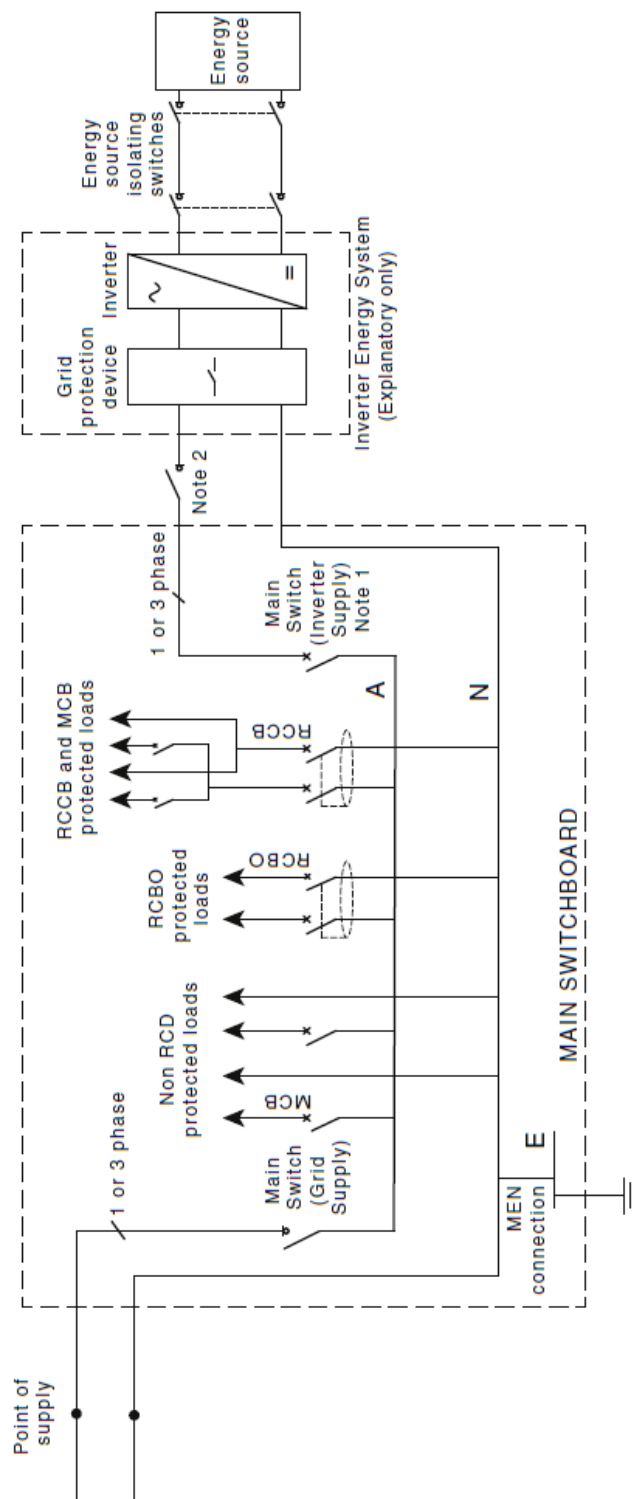 Point of
supply
1 or 3 phase
Main
Switch
(Grid
Supply)
MEN
connection
E
MAIN SWITCHBOARD
Non RCD
protected loads
MCB
RCBO
protected
loads
RCBO
RCCB and MCB
protected loads
RCCB
A
N
1 or 3 phase
Main
Switch
(Inverter
Supply)
Note 1
Note 2
Grid
protection
device
Inverter
~
=
Inverter Energy System
(Explanatory only)
Energy
source
isolating
switches
Energy
source